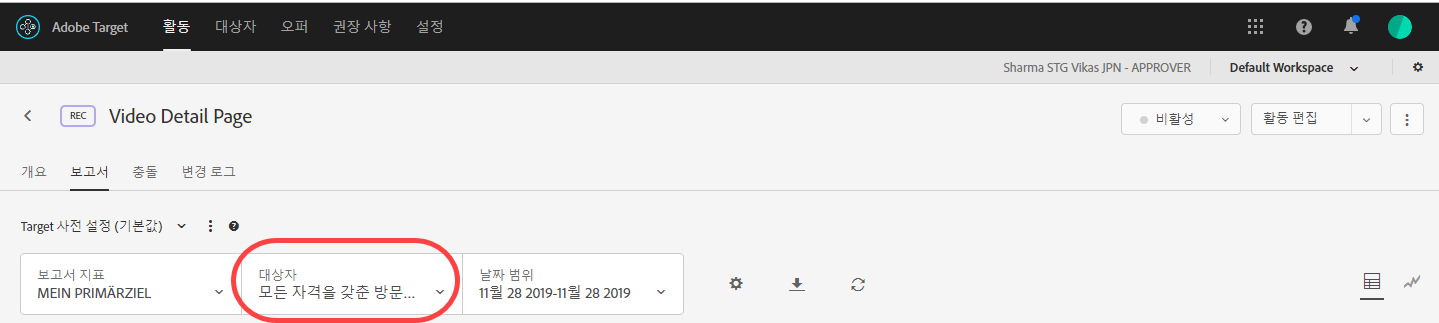 Adobe Target 활동 대상자 오퍼 권장 사항 설정
Sharma STG Vikas JPN - APPROVER Default Workspace
REC Video Detail Page 비활성 활동 편집
개요 보고서 충돌 변경 로그
Target 사전 설정 (기본값)
보고서 지표 대상자 날짜 범위
MEIN PRIMÄRZIEL 모든 자격을 갖춘 방문... 11월 28 2019-11월 28 2019